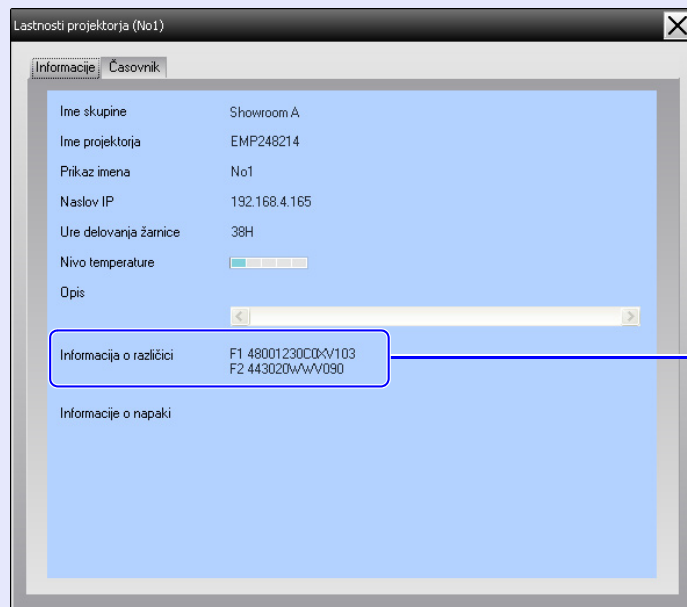 Lastnosti projektorja (No1)
Informacije Časovnik
Ime skupine Showroom A
Ime projektorja EMP248214
Prikaz imena No1
Naslov IP 192.168.4.165
Ure delovanja žarnice 38H
Nivo temperature
Opis
Informacija o različici F1 48001230C0XV103
F2 443020WWV090
Informacije o napaki